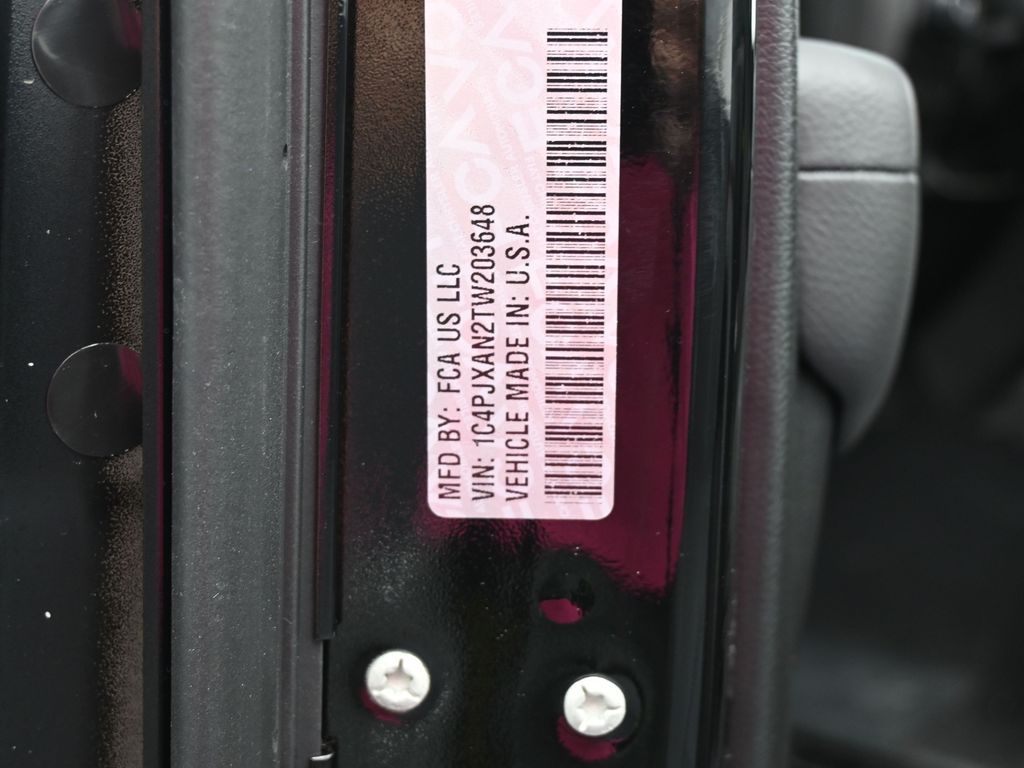 MFD BY: FCA US LLC
VIN: 1C4PJXAN2TW203648
VEHICLE MADE IN: U.S.A.